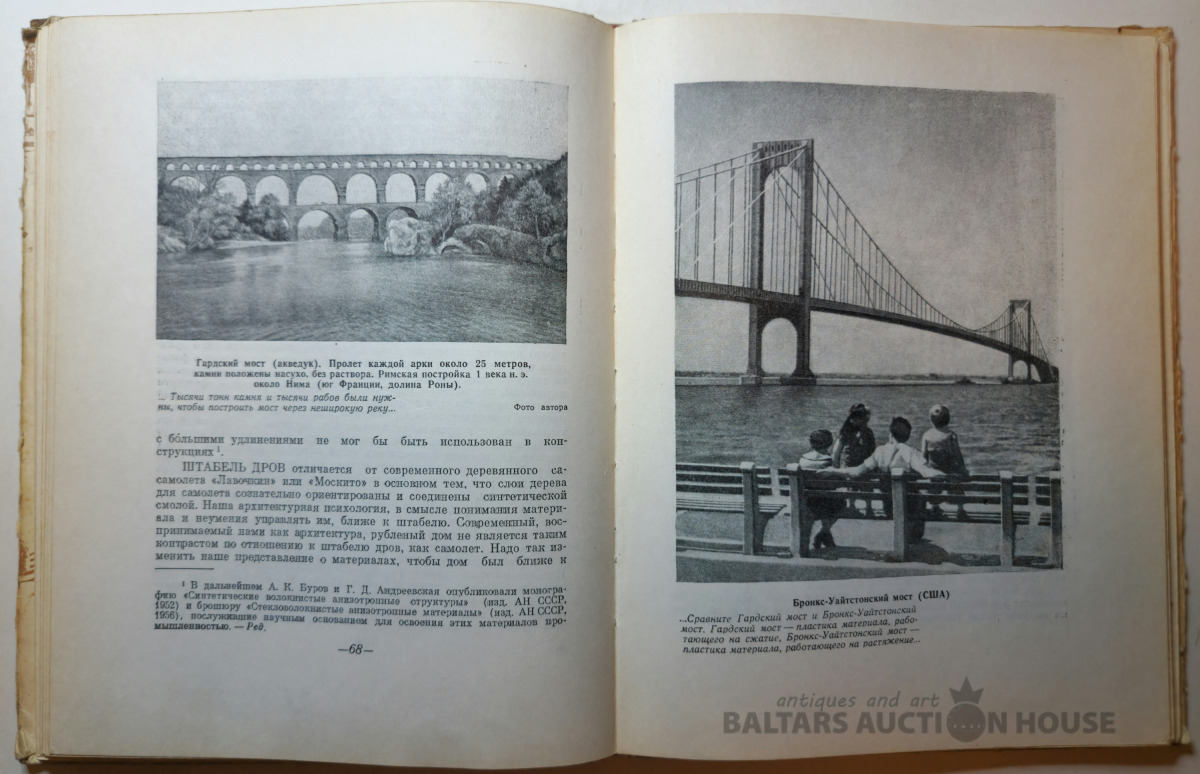 Гардский мост (акведук). Пролет каждой арки около 25 метров,
камни положены насухо, без раствора. Римская постройка 1 века н. э.
около Нима (юг Франции, долина Роны).
... Тысячи тонн камня и тысячи рабов были нуж-
ны, чтобы построить мост через неширокую реку...
Фото автора
с бо́льшими удлинениями не мог бы быть использован в кон-
струкциях ¹.
ШТАБЕЛЬ ДРОВ отличается от современного деревянного са-
самолета «Лавочкин» или «Москито» в основном тем, что слои дерева
для самолета сознательно ориентированы и соединены синтетической
смолой. Наша архитектурная психология, в смысле понимания матери-
ала и неумения управлять им, ближе к штабелю. Современный, вос-
принимаемый нами как архитектура, рубленый дом не является таким
контрастом по отношению к штабелю дров, как самолет. Надо так из-
менить наше представление о материалах, чтобы дом был ближе к
¹ В дальнейшем А. К. Буров и Г. Д. Андреевская опубликовали моногра-
фию «Синтетические волокнистые анизотропные структуры» (изд. АН СССР,
1952) и брошюру «Стекловолокнистые анизотропные материалы» (изд. АН СССР,
1956), послужившие научным основанием для освоения этих материалов про-
мышленностью. — Ред.
—68—
Бронкс-Уайтстонский мост (США)
...Сравните Гардский мост и Бронкс-Уайтстонский
мост. Гардский мост — пластика материала, рабо-
тающего на сжатие, Бронкс-Уайтстонский мост —
пластика материала, работающего на растяжение...
antiques and art
BALTARS AUCTION HOUSE